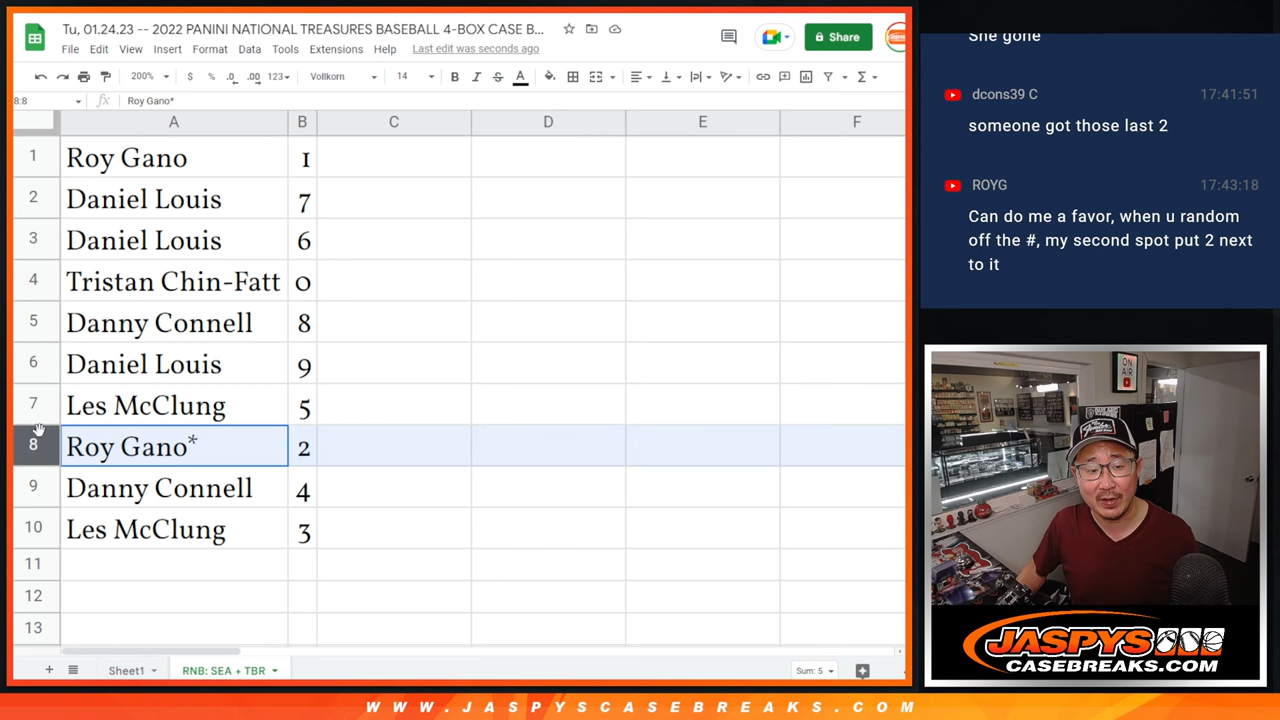 Tu, 01.24.23 -- 2022 PANINI NATIONAL TREASURES BASEBALL 4-BOX CASE B...
Share
File Edit View Insert Format Data Tools Extensions Help Last edit was seconds ago
200% $ % .0 .00 123 Vollkorn 14 B I S A
8:8 fx Roy Gano*
A B C D E F
1 Roy Gano 1
2 Daniel Louis 7
3 Daniel Louis 6
4 Tristan Chin-Fatt 0
5 Danny Connell 8
6 Daniel Louis 9
7 Les McClung 5
8 Roy Gano* 2
9 Danny Connell 4
10 Les McClung 3
11
12
13
Sheet1 RNB: SEA + TBR Sum: 5
She gone
dcons39 C 17:41:51
someone got those last 2
ROYG 17:43:18
Can do me a favor, when u random
off the #, my second spot put 2 next
to it
ON
AIR
Fender
JASPYS
CASEBREAKS.COM
WWW.JASPYSCASEBREAKS.COM